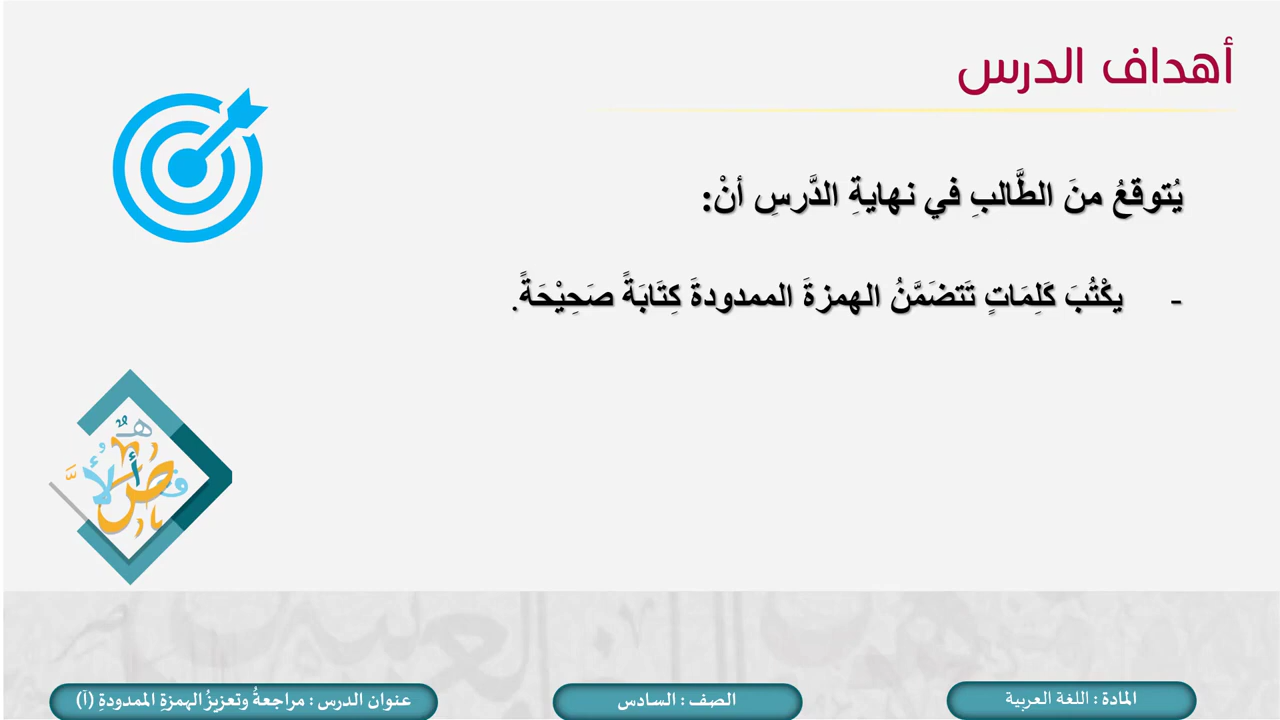 أهداف الدرس
يُتوقعُ منَ الطَّالبِ في نهايةِ الدَّرسِ أنْ:
- يكْتُبَ كَلِمَاتٍ تَتضَمَّنُ الهمزةَ الممدودةَ كِتَابَةً صَحِيْحَةً.
المادة : اللغة العربية
الصف : السادس
عنوان الدرس : مراجعةُ وتعزيزُ الهمزةِ الممدودةِ (آ)